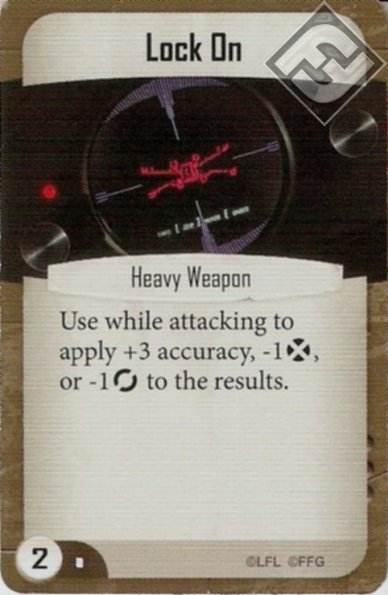 Lock On
Heavy Weapon
Use while attacking to
apply +3 accuracy, -1 ,
or -1 to the results.
2
©LFL ©FFG